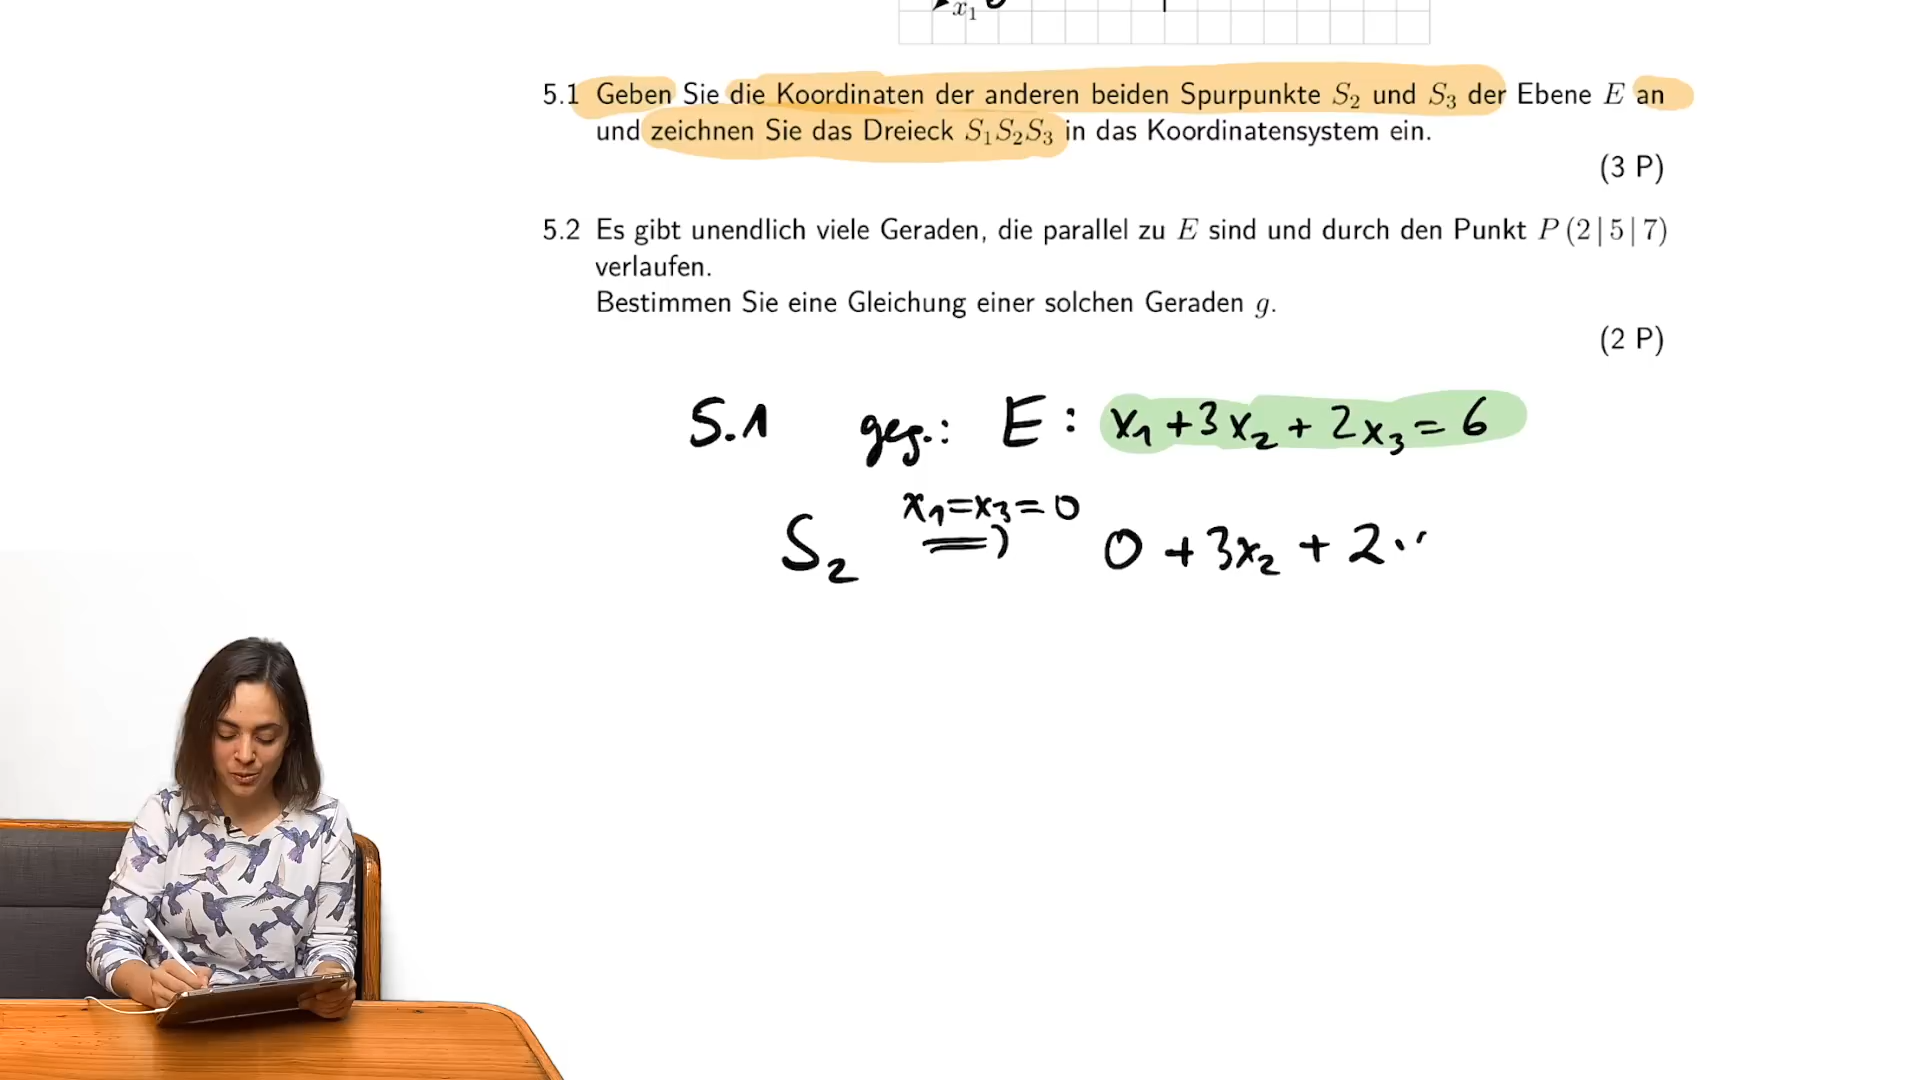 x₁
5.1 Geben Sie die Koordinaten der anderen beiden Spurpunkte S₂ und S₃ der Ebene E an
und zeichnen Sie das Dreieck S₁S₂S₃ in das Koordinatensystem ein.
(3 P)
5.2 Es gibt unendlich viele Geraden, die parallel zu E sind und durch den Punkt P(2|5|7)
verlaufen.
Bestimmen Sie eine Gleichung einer solchen Geraden g.
(2 P)
5.1 geg.: E: x₁+3x₂+2x₃=6
x₁=x₃=0
S₂ ⇒ 0+3x₂+2·